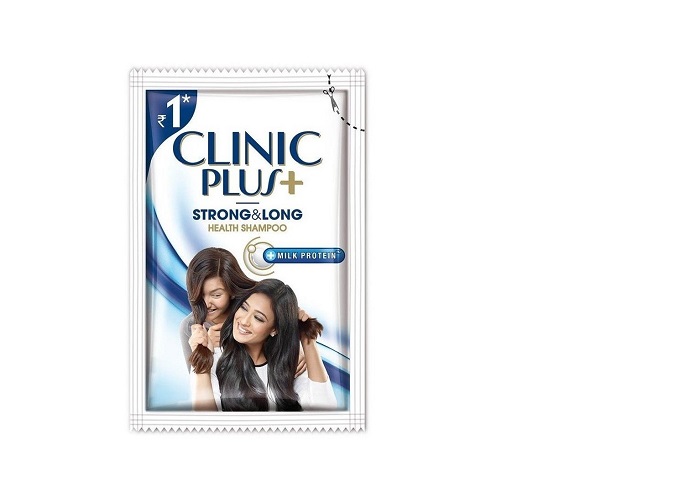 ₹1*
CLINIC
PLUS+
STRONG&LONG
HEALTH SHAMPOO
+ MILK PROTEIN